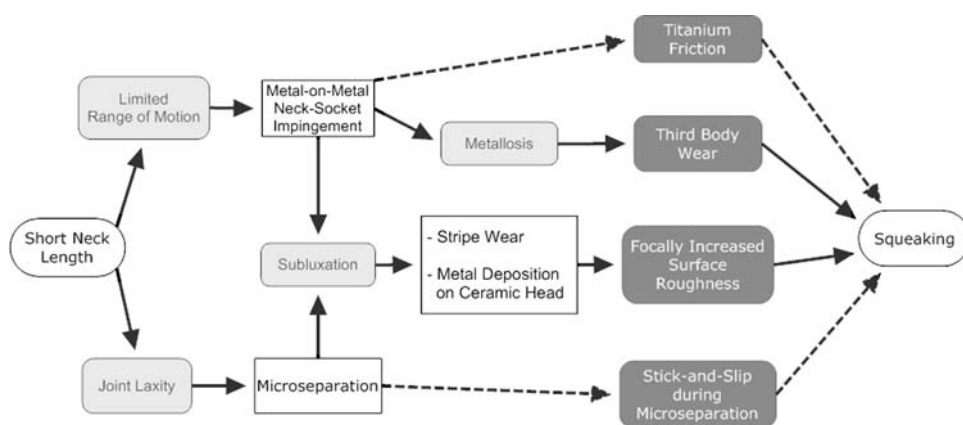 Titanium
Friction
Limited
Range of Motion
Metal-on-Metal
Neck-Socket
Impingement
Metallosis
Third Body
Wear
Short Neck
Length
Subluxation
- Stripe Wear
- Metal Deposition
on Ceramic Head
Focally Increased
Surface
Roughness
Squeaking
Joint Laxity
Microseparation
Stick-and-Slip
during
Microseparation